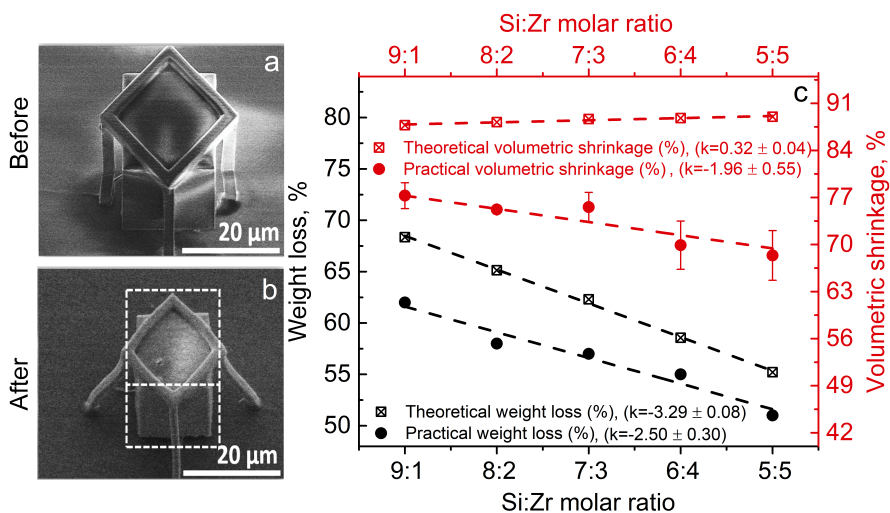 Before
a
20 µm
After
b
20 µm
Si:Zr molar ratio
9:1 8:2 7:3 6:4 5:5
c
Weight loss, %
80
75
70
65
60
55
50
Theoretical volumetric shrinkage (%), (k=0.32 ± 0.04)
Practical volumetric shrinkage (%) , (k=-1.96 ± 0.55)
Theoretical weight loss (%), (k=-3.29 ± 0.08)
Practical weight loss (%), (k=-2.50 ± 0.30)
91
84
77
70
63
56
49
42
Volumetric shrinkage, %
9:1 8:2 7:3 6:4 5:5
Si:Zr molar ratio